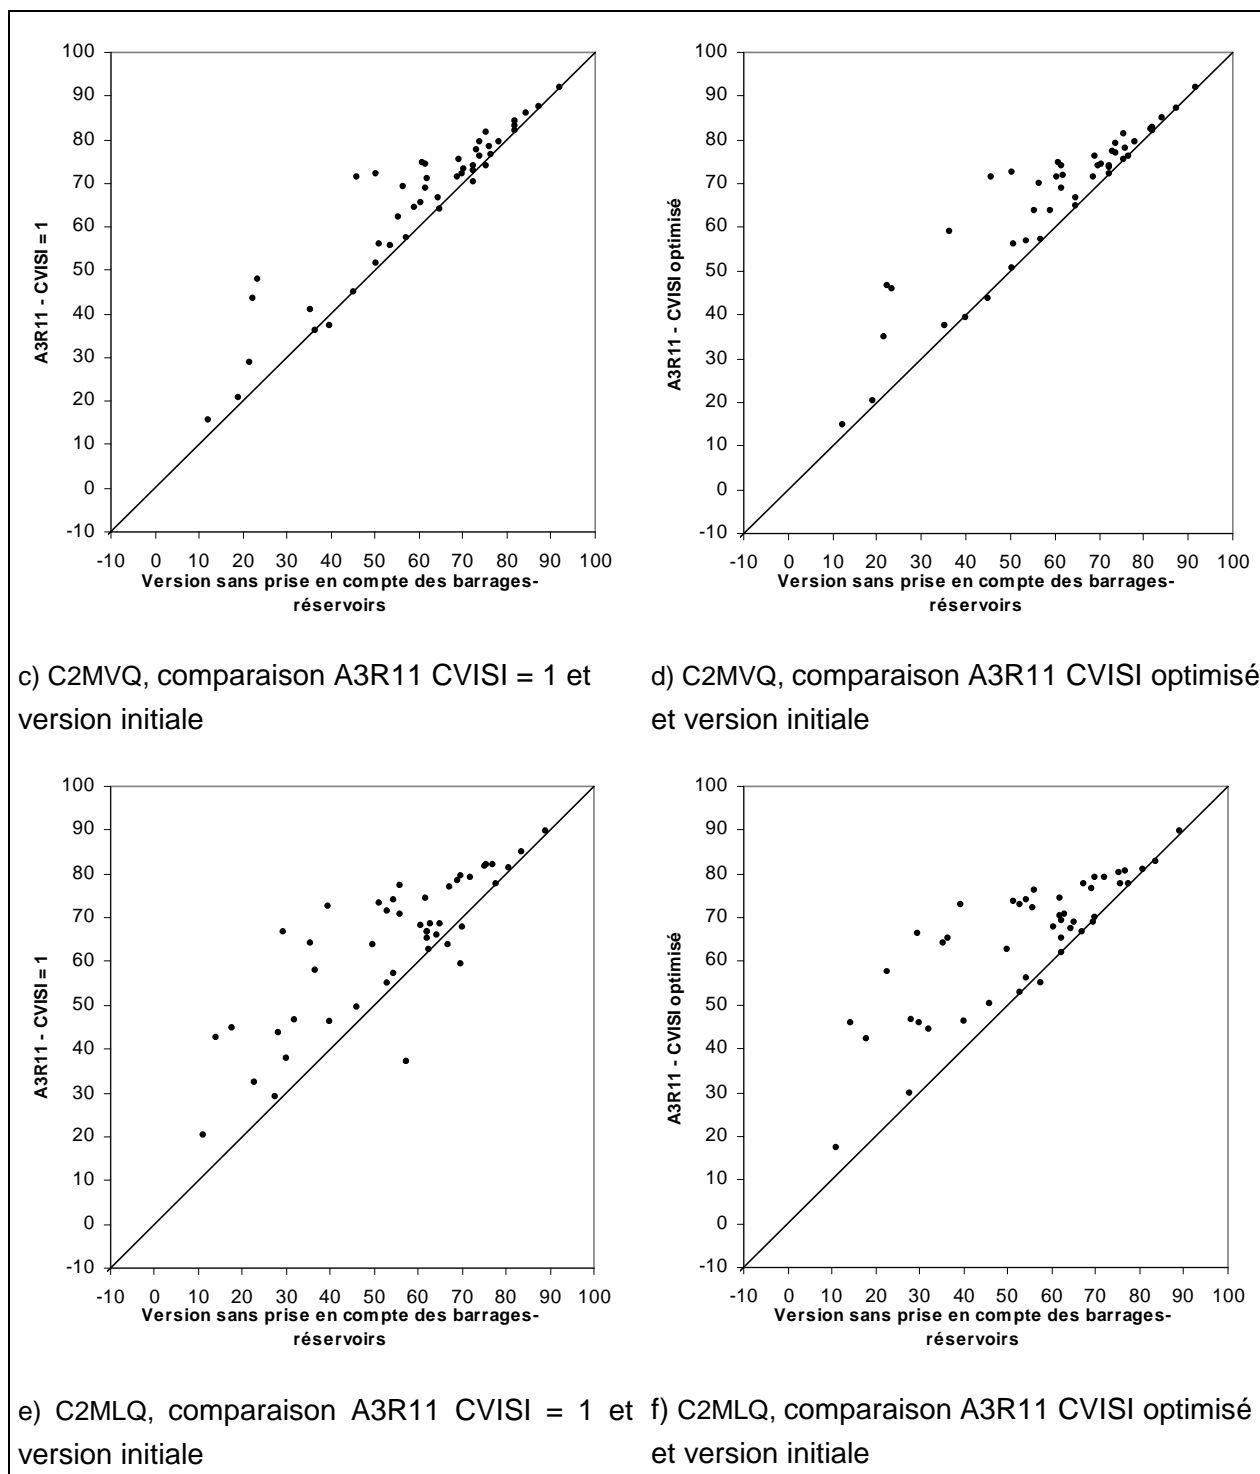 100
90
80
70
60
50
40
30
20
10
0
-10
A3R11 - CVISI = 1
-10 0 10 20 30 40 50 60 70 80 90 100
Version sans prise en compte des barrages-
réservoirs
100
90
80
70
60
50
40
30
20
10
0
-10
A3R11 - CVISI optimisé
-10 0 10 20 30 40 50 60 70 80 90 100
Version sans prise en compte des barrages-
réservoirs
c) C2MVQ, comparaison A3R11 CVISI = 1 et
version initiale
d) C2MVQ, comparaison A3R11 CVISI optimisé
et version initiale
100
90
80
70
60
50
40
30
20
10
0
-10
A3R11 - CVISI = 1
-10 0 10 20 30 40 50 60 70 80 90 100
Version sans prise en compte des barrages-
réservoirs
100
90
80
70
60
50
40
30
20
10
0
-10
A3R11 - CVISI optimisé
-10 0 10 20 30 40 50 60 70 80 90 100
Version sans prise en compte des barrages-
réservoirs
e) C2MLQ, comparaison A3R11 CVISI = 1 et
version initiale
f) C2MLQ, comparaison A3R11 CVISI optimisé
et version initiale